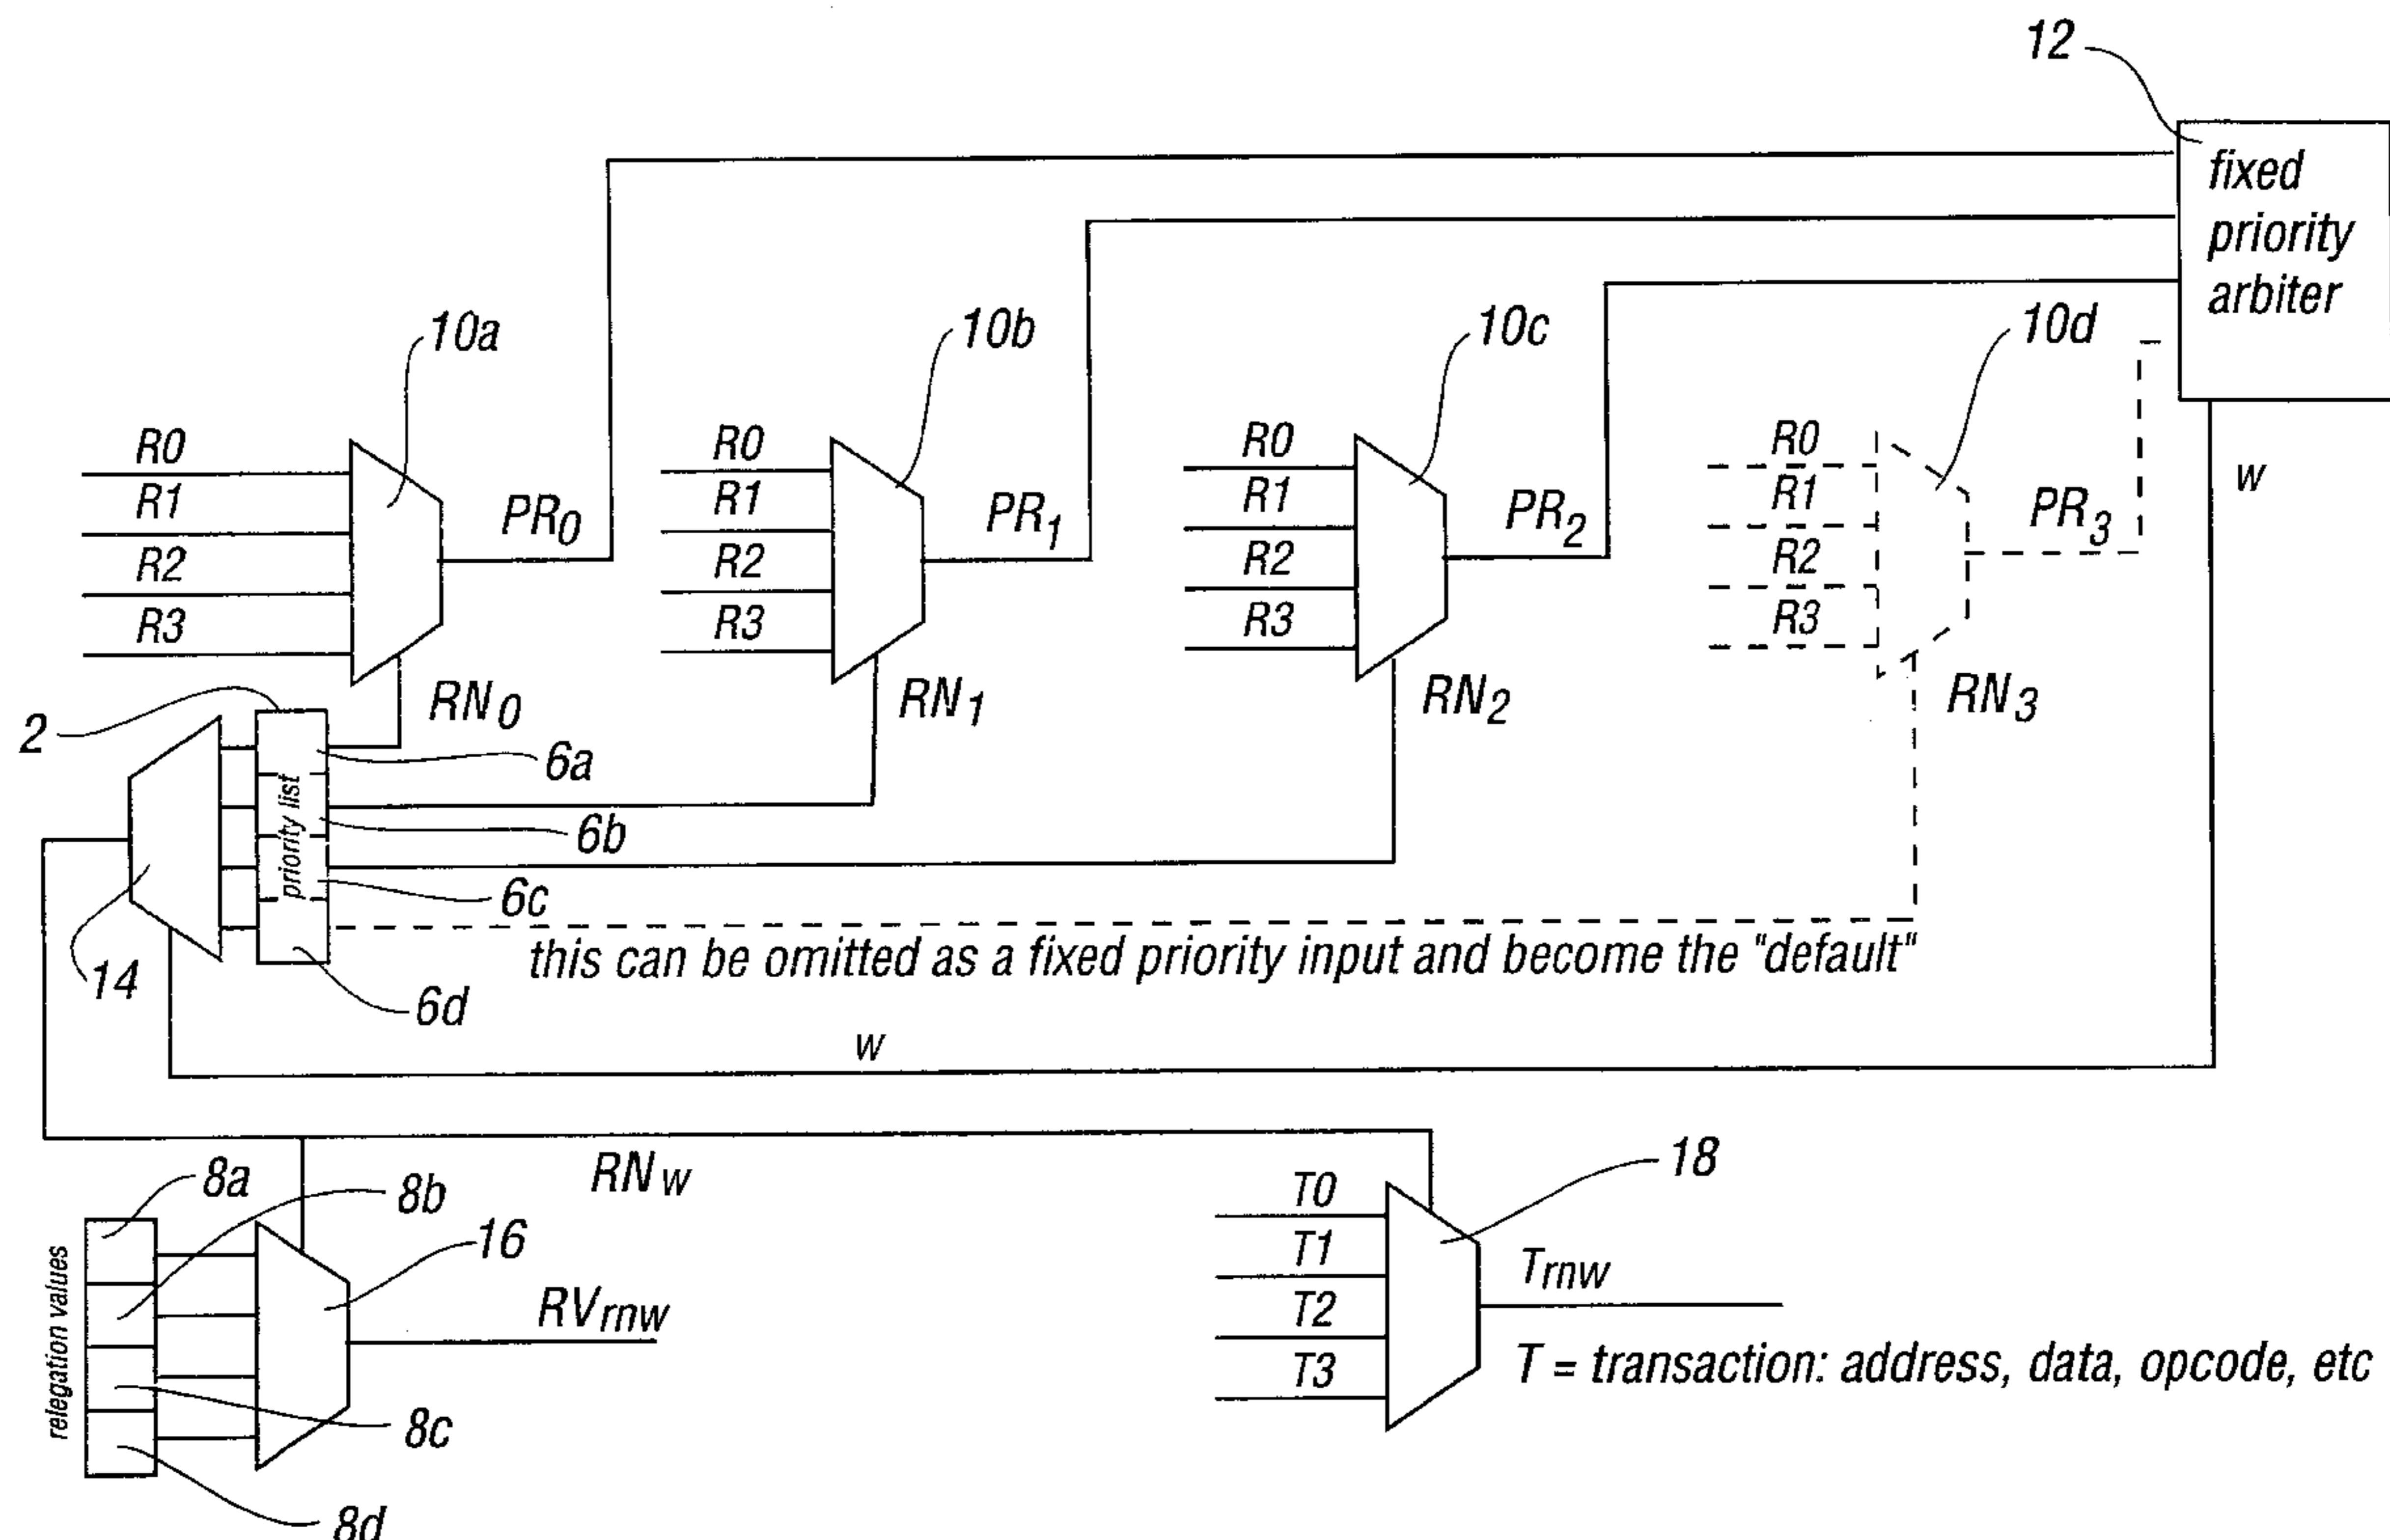 12
fixed
priority
arbiter
10a
10b
10c
10d
R0
R1
R2
R3
PR0
RN0
R0
R1
R2
R3
PR1
RN1
R0
R1
R2
R3
PR2
RN2
R0
R1
R2
R3
PR3
RN3
w
2
priority list
6a
6b
6c
6d
14
this can be omitted as a fixed priority input and become the "default"
w
RNw
8a
8b
8c
8d
relegation values
16
RVrnw
18
T0
T1
T2
T3
Trnw
T = transaction: address, data, opcode, etc